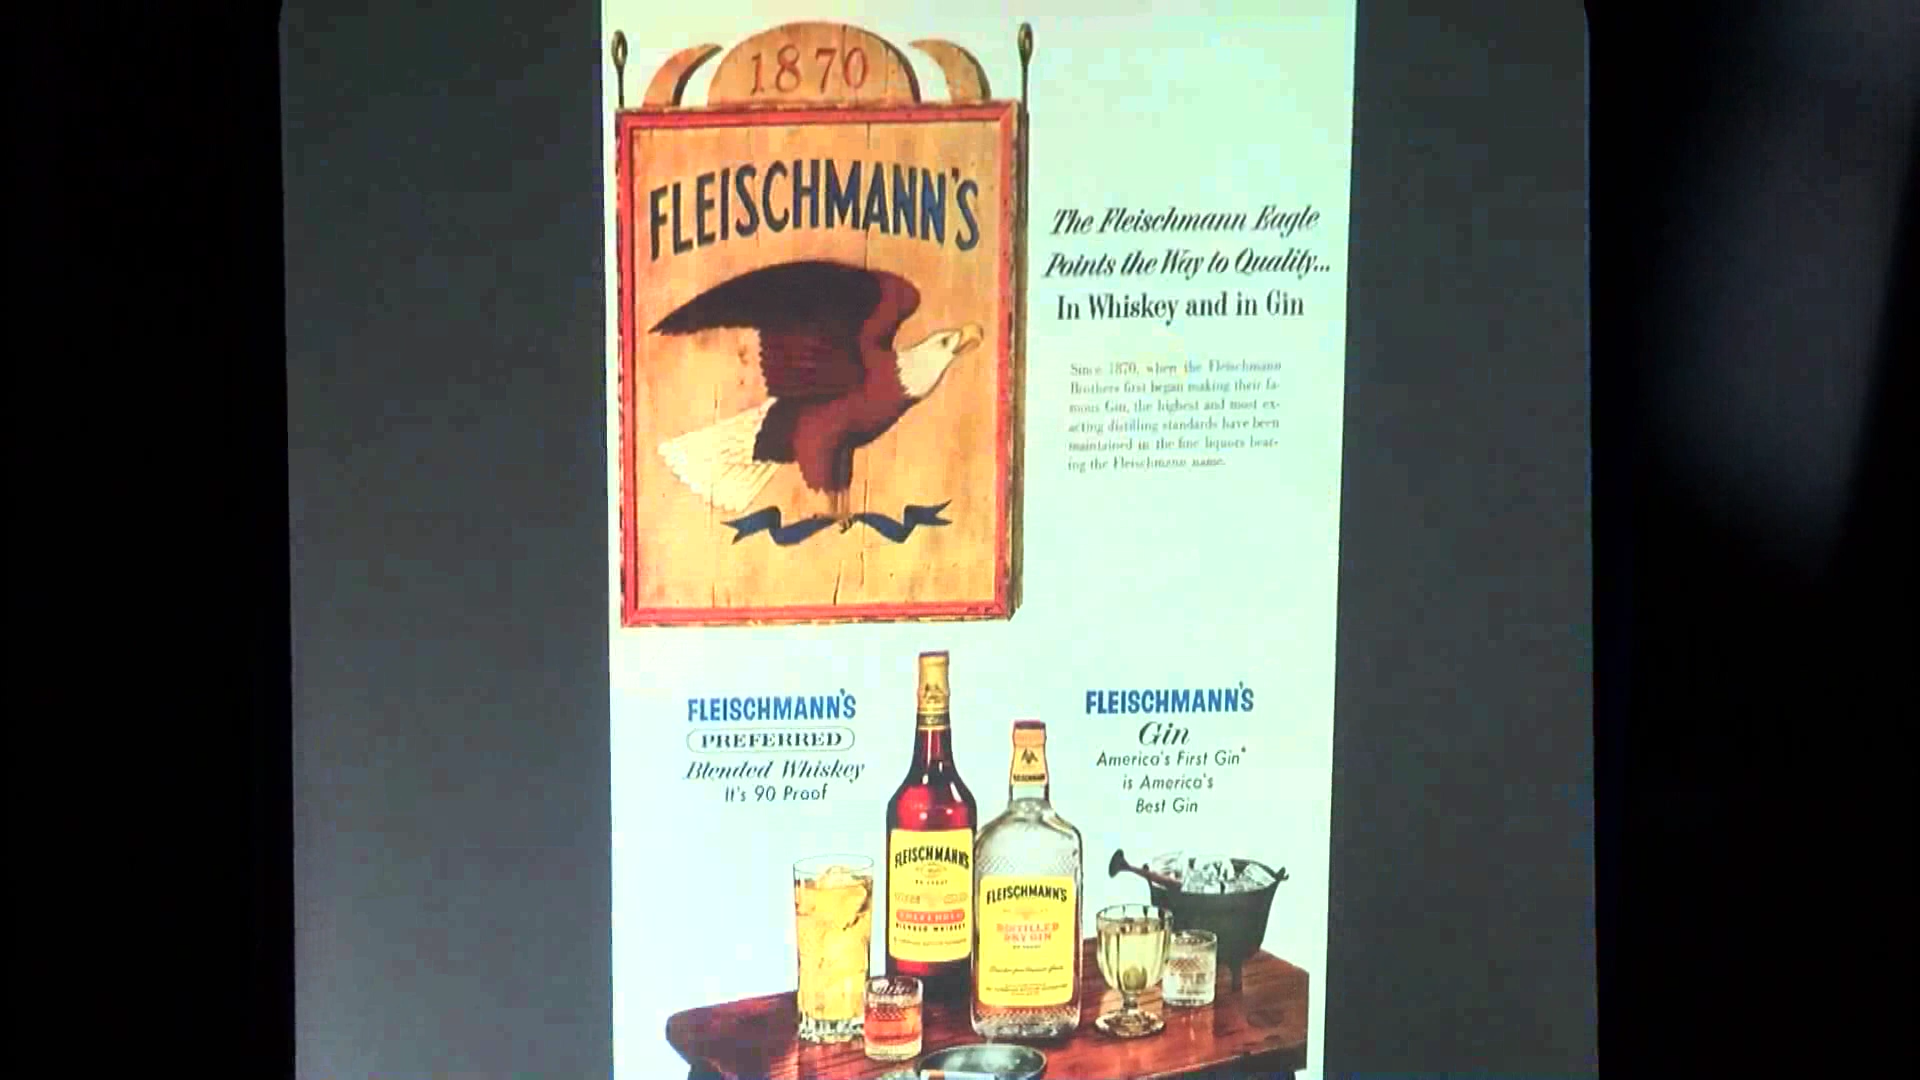 1870
FLEISCHMANN'S
The Fleischmann Eagle
Points the Way to Quality...
In Whiskey and in Gin
Since 1870, when the Fleischmann
Brothers first began making their fa-
mous Gin, the highest and most ex-
acting distilling standards have been
maintained in the fine liquors bear-
ing the Fleischmann name.
FLEISCHMANN'S
PREFERRED
Blended Whiskey
It's 90 Proof
FLEISCHMANN'S
Gin
America's First Gin*
is America's
Best Gin
FLEISCHMANN'S
PREFERRED
BLENDED WHISKEY
FLEISCHMANN'S
DISTILLED
DRY GIN